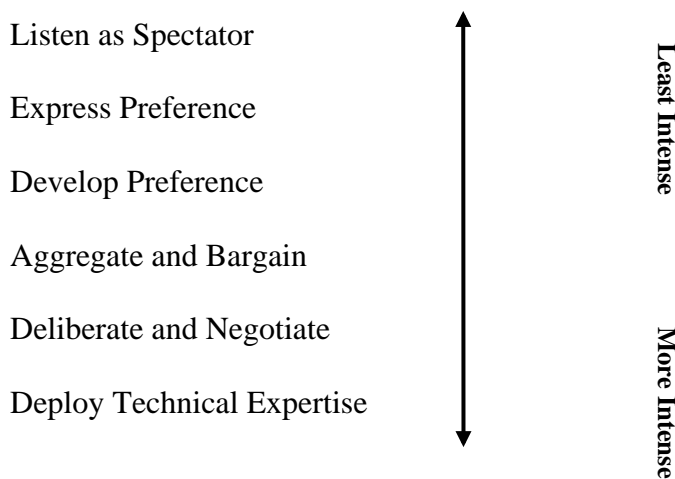 Listen as Spectator
Express Preference
Develop Preference
Aggregate and Bargain
Deliberate and Negotiate
Deploy Technical Expertise
Least Intense
More Intense